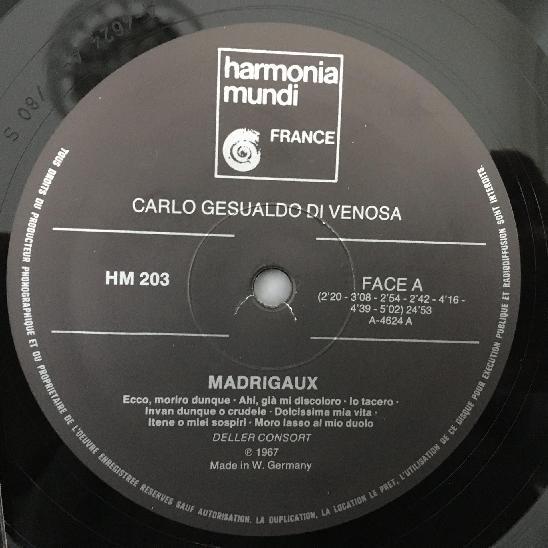 harmonia
mundi
FRANCE
CARLO GESUALDO DI VENOSA
HM 203
FACE A
(2'20 - 3'08 - 2'54 - 2'42 - 4'16 -
4'39 - 5'02) 24'53
A-4624 A
MADRIGAUX
Ecco, moriro dunque · Ahi, già mi discoloro · Io tacero ·
Invan dunque o crudele · Dolcissima mia vita ·
Itene o miei sospiri · Moro lasso al mio duolo
DELLER CONSORT
℗ 1967
Made in W. Germany
TOUS DROITS DU PRODUCTEUR PHONOGRAPHIQUE ET DU PROPRIETAIRE DE L'OEUVRE ENREGISTREE RESERVES SAUF AUTORISATION. LA DUPLICATION, LA LOCATION LE PRET, L'UTILISATION DE CE DISQUE POUR EXECUTION PUBLIQUE ET RADIODIFFUSION SONT INTERDITS.